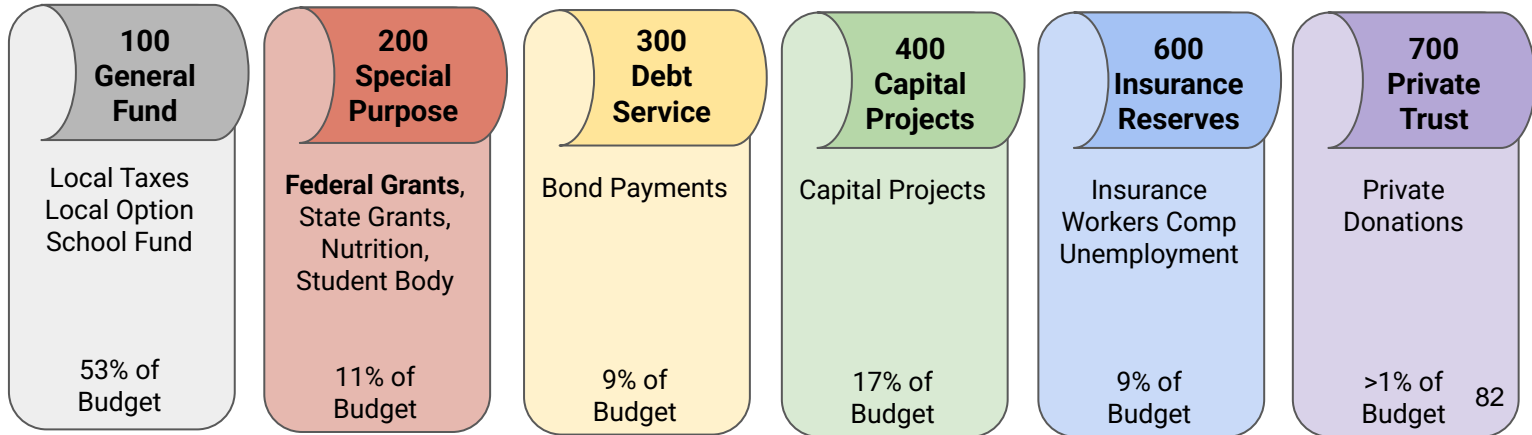 100
General
Fund
Local Taxes
Local Option
School Fund
53% of
Budget
200
Special
Purpose
Federal Grants,
State Grants,
Nutrition,
Student Body
11% of
Budget
300
Debt
Service
Bond Payments
9% of
Budget
400
Capital
Projects
Capital Projects
17% of
Budget
600
Insurance
Reserves
Insurance
Workers Comp
Unemployment
9% of
Budget
700
Private
Trust
Private
Donations
>1% of
Budget
82